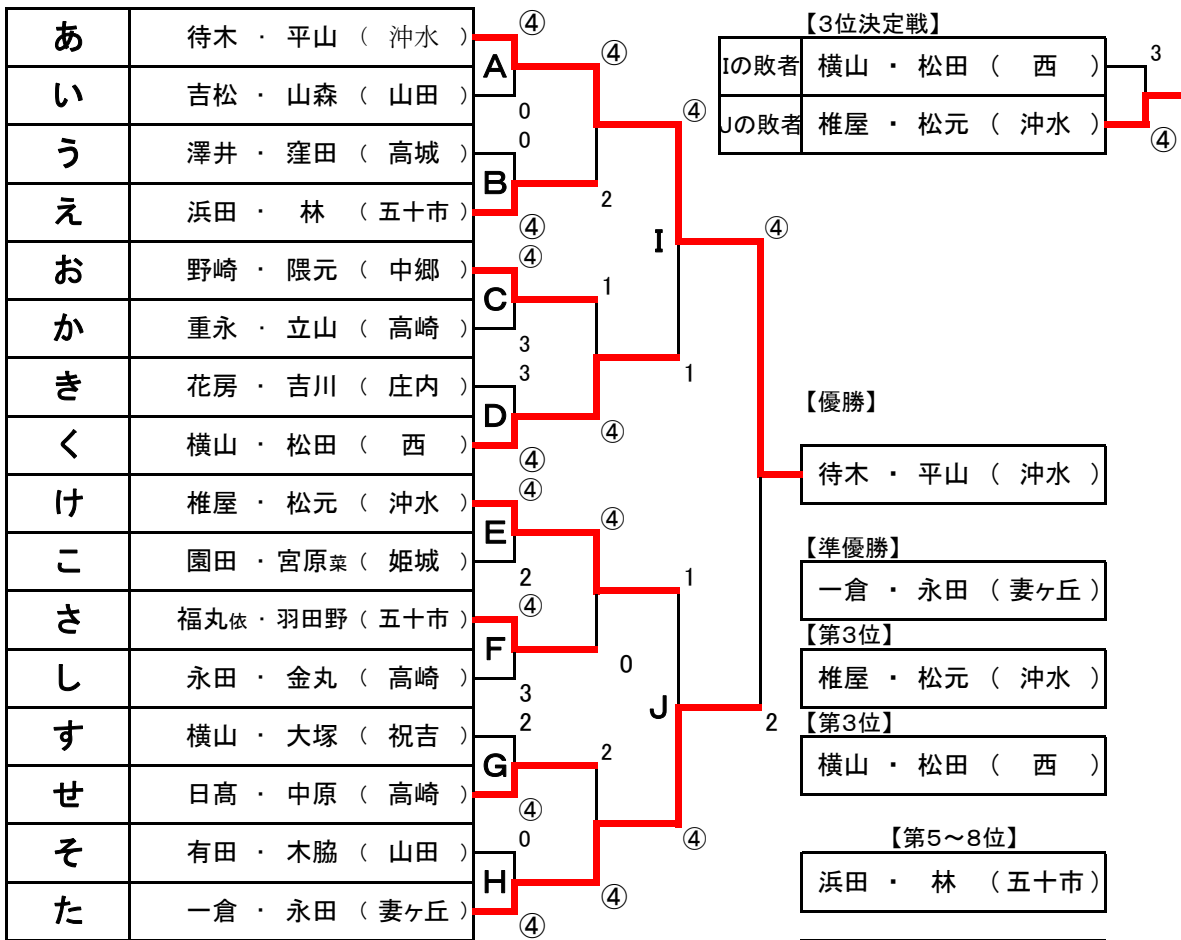 あ 待木 ・ 平山 （ 沖水 ）
い 吉松 ・ 山森 （ 山田 ）
う 澤井 ・ 窪田 （ 高城 ）
え 浜田 ・ 林 （ 五十市 ）
お 野崎 ・ 隈元 （ 中郷 ）
か 重永 ・ 立山 （ 高崎 ）
き 花房 ・ 吉川 （ 庄内 ）
く 横山 ・ 松田 （ 西 ）
け 椎屋 ・ 松元 （ 沖水 ）
こ 園田 ・ 宮原菜 （ 姫城 ）
さ 福丸依 ・ 羽田野 （ 五十市 ）
し 永田 ・ 金丸 （ 高崎 ）
す 横山 ・ 大塚 （ 祝吉 ）
せ 日髙 ・ 中原 （ 高崎 ）
そ 有田 ・ 木脇 （ 山田 ）
た 一倉 ・ 永田 （ 妻ヶ丘 ）
④
A
0
0
B
④
④
C
3
3
D
④
④
E
2
④
F
3
2
G
④
0
H
④
④
2
1
④
④
0
2
④
④
I
1
1
J
④
④
2
【3位決定戦】
Iの敗者 横山 ・ 松田 （ 西 ） 3
Jの敗者 椎屋 ・ 松元 （ 沖水 ） ④
【優勝】
待木 ・ 平山 （ 沖水 ）
【準優勝】
一倉 ・ 永田 （ 妻ヶ丘 ）
【第3位】
椎屋 ・ 松元 （ 沖水 ）
【第3位】
横山 ・ 松田 （ 西 ）
【第5～8位】
浜田 ・ 林 （ 五十市 ）